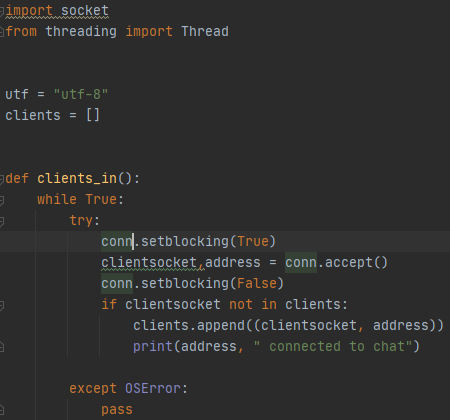 import socket
from threading import Thread
utf = "utf-8"
clients = []
def clients_in():
while True:
try:
conn.setblocking(True)
clientsocket,address = conn.accept()
conn.setblocking(False)
if clientsocket not in clients:
clients.append((clientsocket, address))
print(address, " connected to chat")
except OSError:
pass